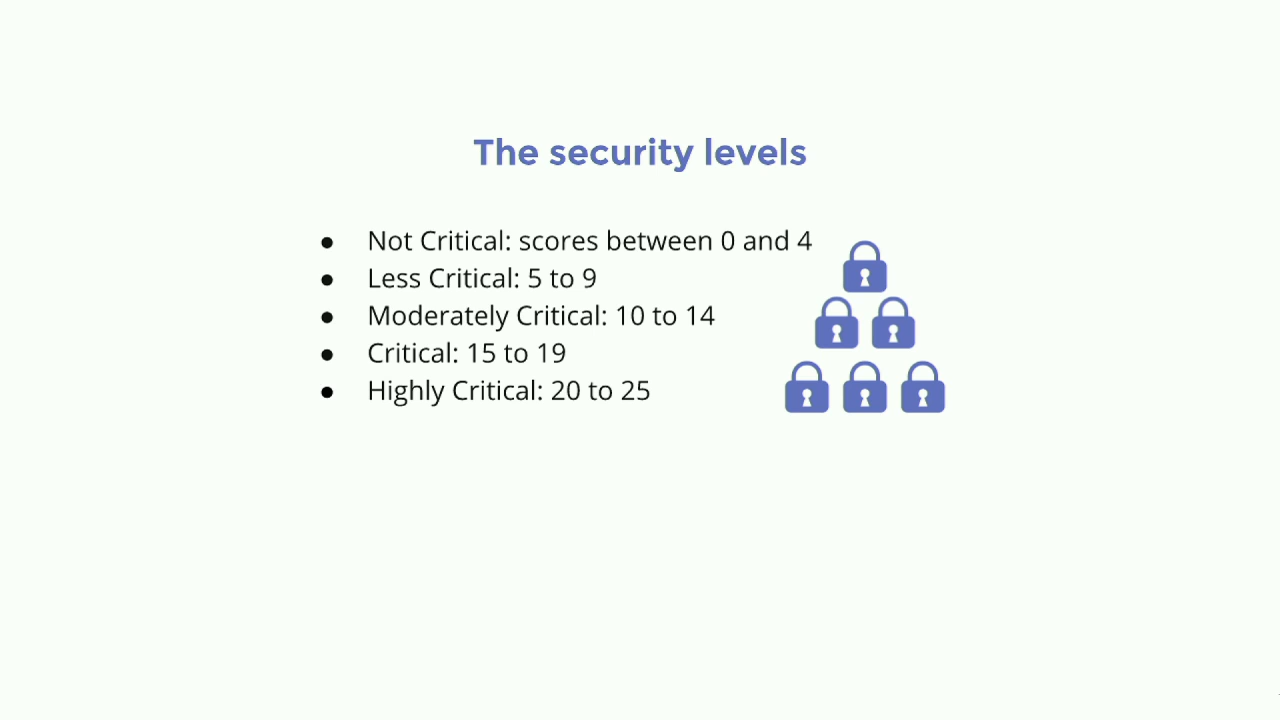 The security levels
● Not Critical: scores between 0 and 4
● Less Critical: 5 to 9
● Moderately Critical: 10 to 14
● Critical: 15 to 19
● Highly Critical: 20 to 25